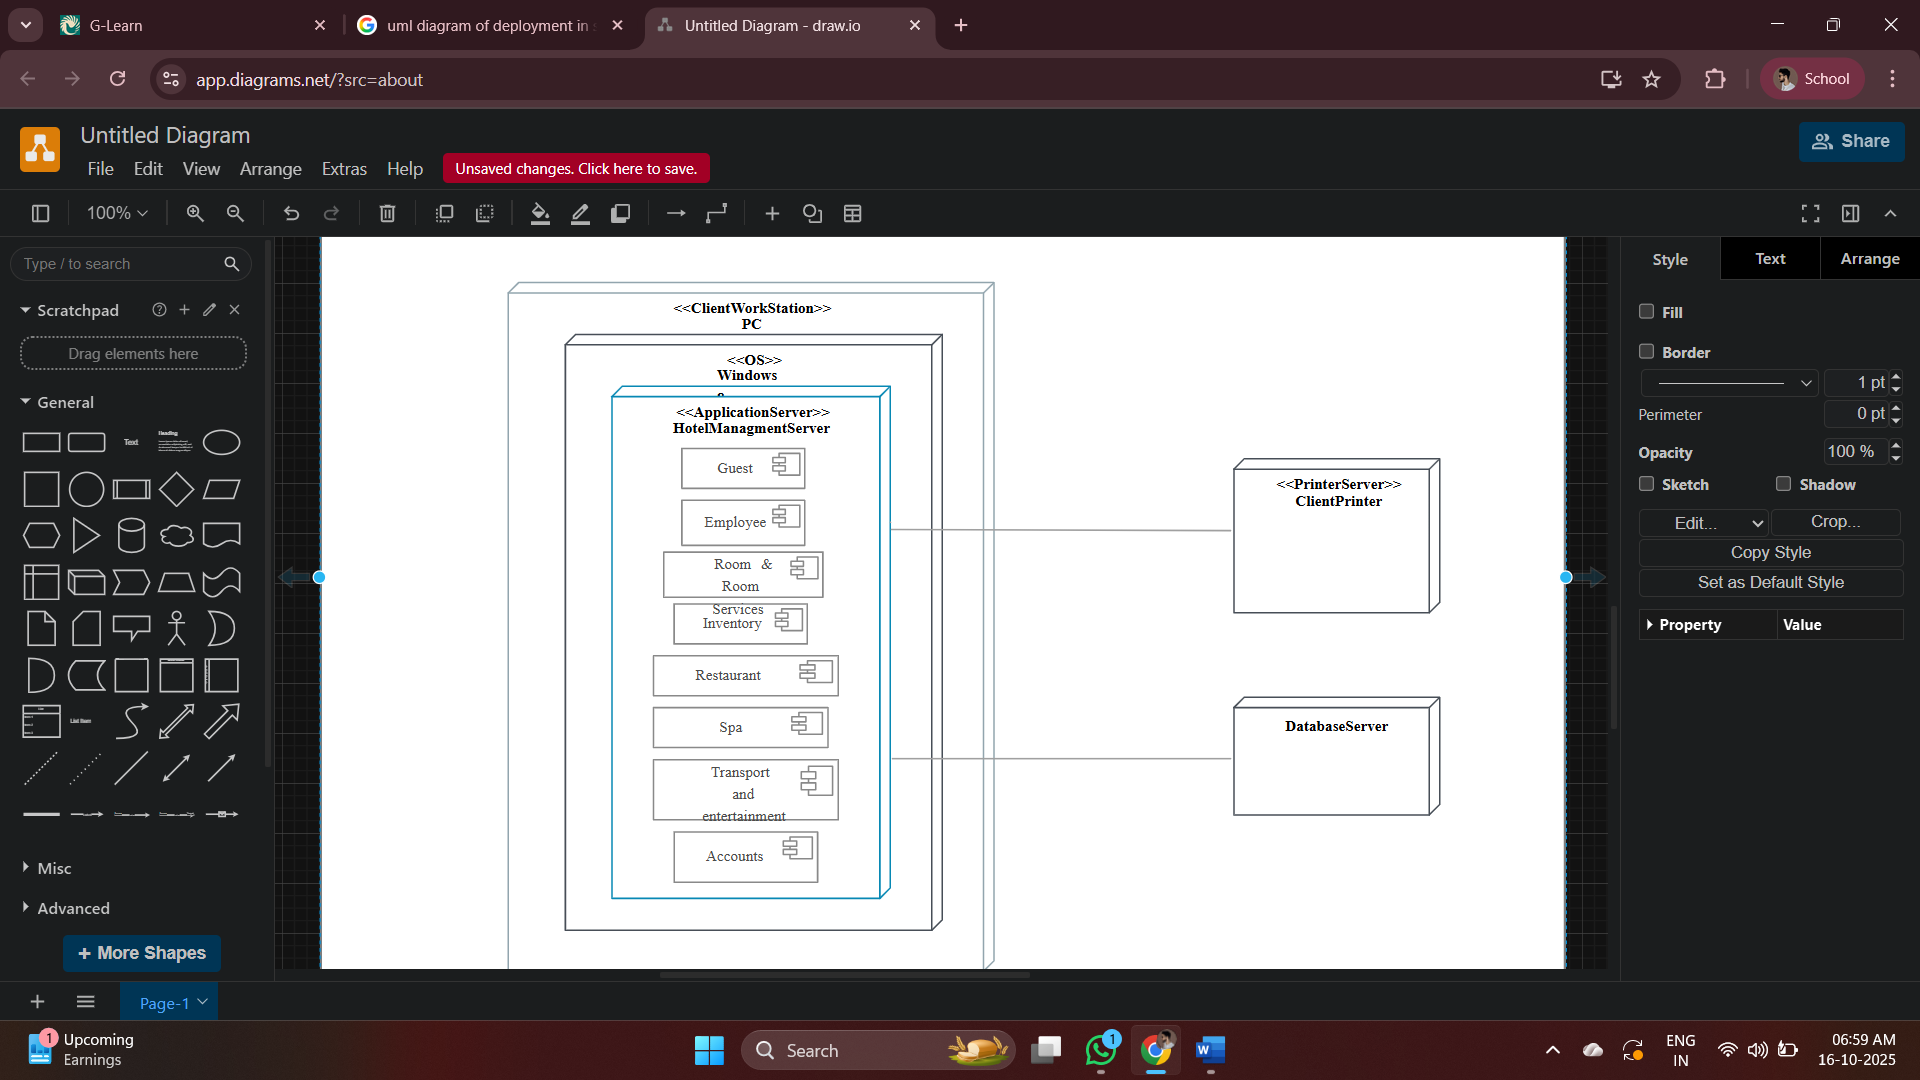 G-Learn
uml diagram of deployment in
Untitled Diagram - draw.io
app.diagrams.net/?src=about
School
Untitled Diagram
File Edit View Arrange Extras Help
Unsaved changes. Click here to save.
Share
100%
Type / to search
Scratchpad
Drag elements here
General
Text
Heading
List Item
Misc
Advanced
+ More Shapes
<<ClientWorkStation>>
PC
<<OS>>
Windows
<<ApplicationServer>>
HotelManagmentServer
Guest
Employee
Room &
Room
Services
Inventory
Restaurant
Spa
Transport
and
entertainment
Accounts
<<PrinterServer>>
ClientPrinter
DatabaseServer
Style Text Arrange
Fill
Border
1 pt
Perimeter 0 pt
Opacity 100 %
Sketch Shadow
Edit... Crop...
Copy Style
Set as Default Style
Property Value
Page-1
1
Upcoming
Earnings
Search
1
W
ENG
IN
06:59 AM
16-10-2025